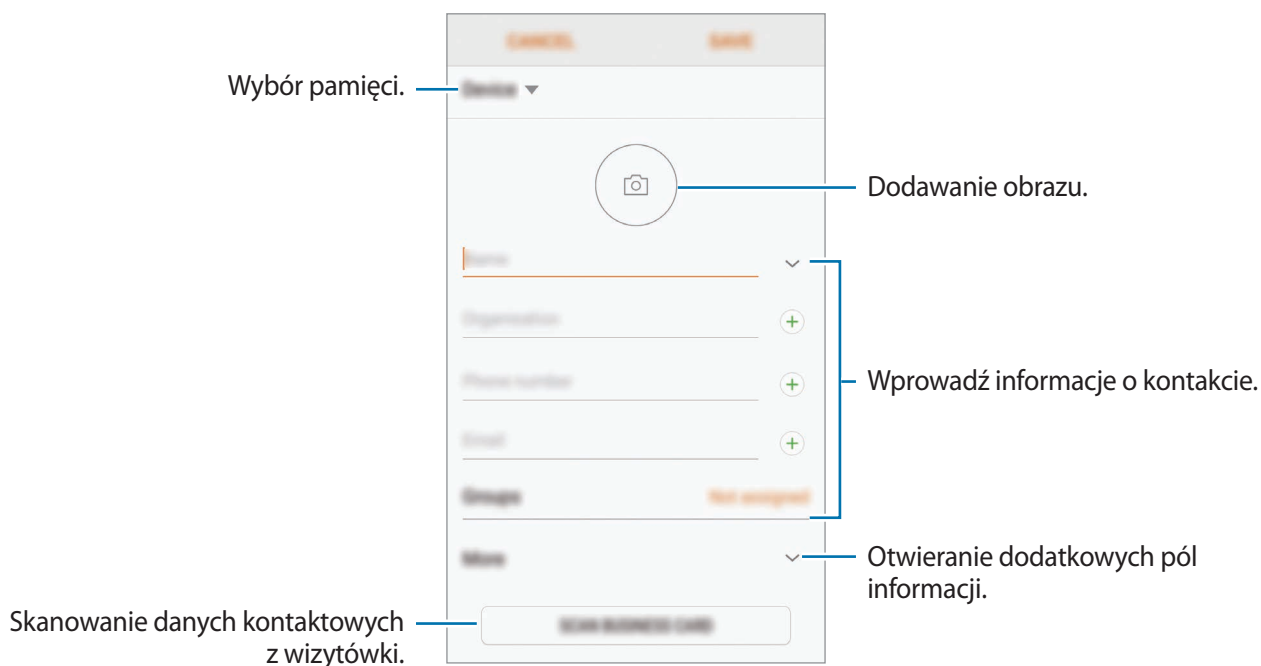 CANCEL SAVE
Wybór pamięci.
Device
Dodawanie obrazu.
Name
Organization
Phone number
Wprowadź informacje o kontakcie.
Email
Groups Not assigned
More
Otwieranie dodatkowych pól
informacji.
Skanowanie danych kontaktowych
z wizytówki.
SCAN BUSINESS CARD